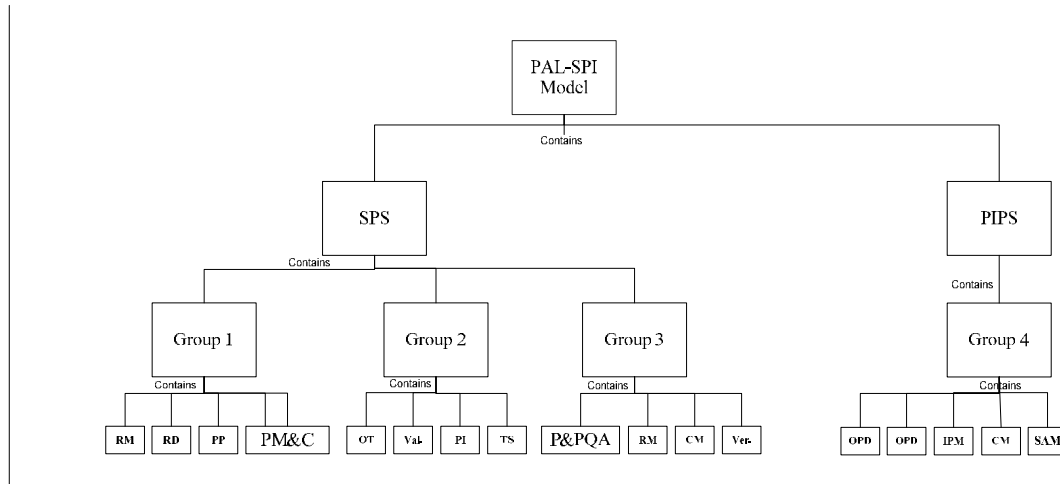 PAL-SPI
Model
Contains
SPS
PIPS
Contains
Contains
Group 1
Group 2
Group 3
Group 4
Contains
Contains
Contains
Contains
RM
RD
PP
PM&C
OT
Val-
PI
TS
P&PQA
RM
CM
Ver-
OPD
OPD
IPM
CM
SAM